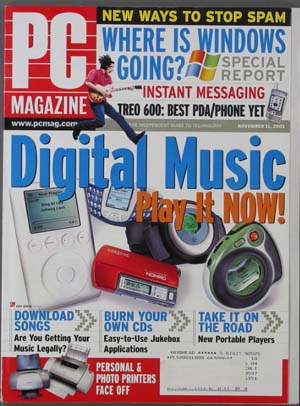 NEW WAYS TO STOP SPAM
PC
MAGAZINE
www.pcmag.com
WHERE IS WINDOWS
GOING?
SPECIAL
REPORT
INSTANT MESSAGING
TREO 600: BEST PDA/PHONE YET
THE INDEPENDENT GUIDE TO TECHNOLOGY
NOVEMBER 11, 2003
Digital Music
Play It NOW!
DOWNLOAD
SONGS
Are You Getting Your
Music Legally?
BURN YOUR
OWN CDs
Easy-to-Use Jukebox
Applications
TAKE IT ON
THE ROAD
New Portable Players
PERSONAL &
PHOTO PRINTERS
FACE OFF